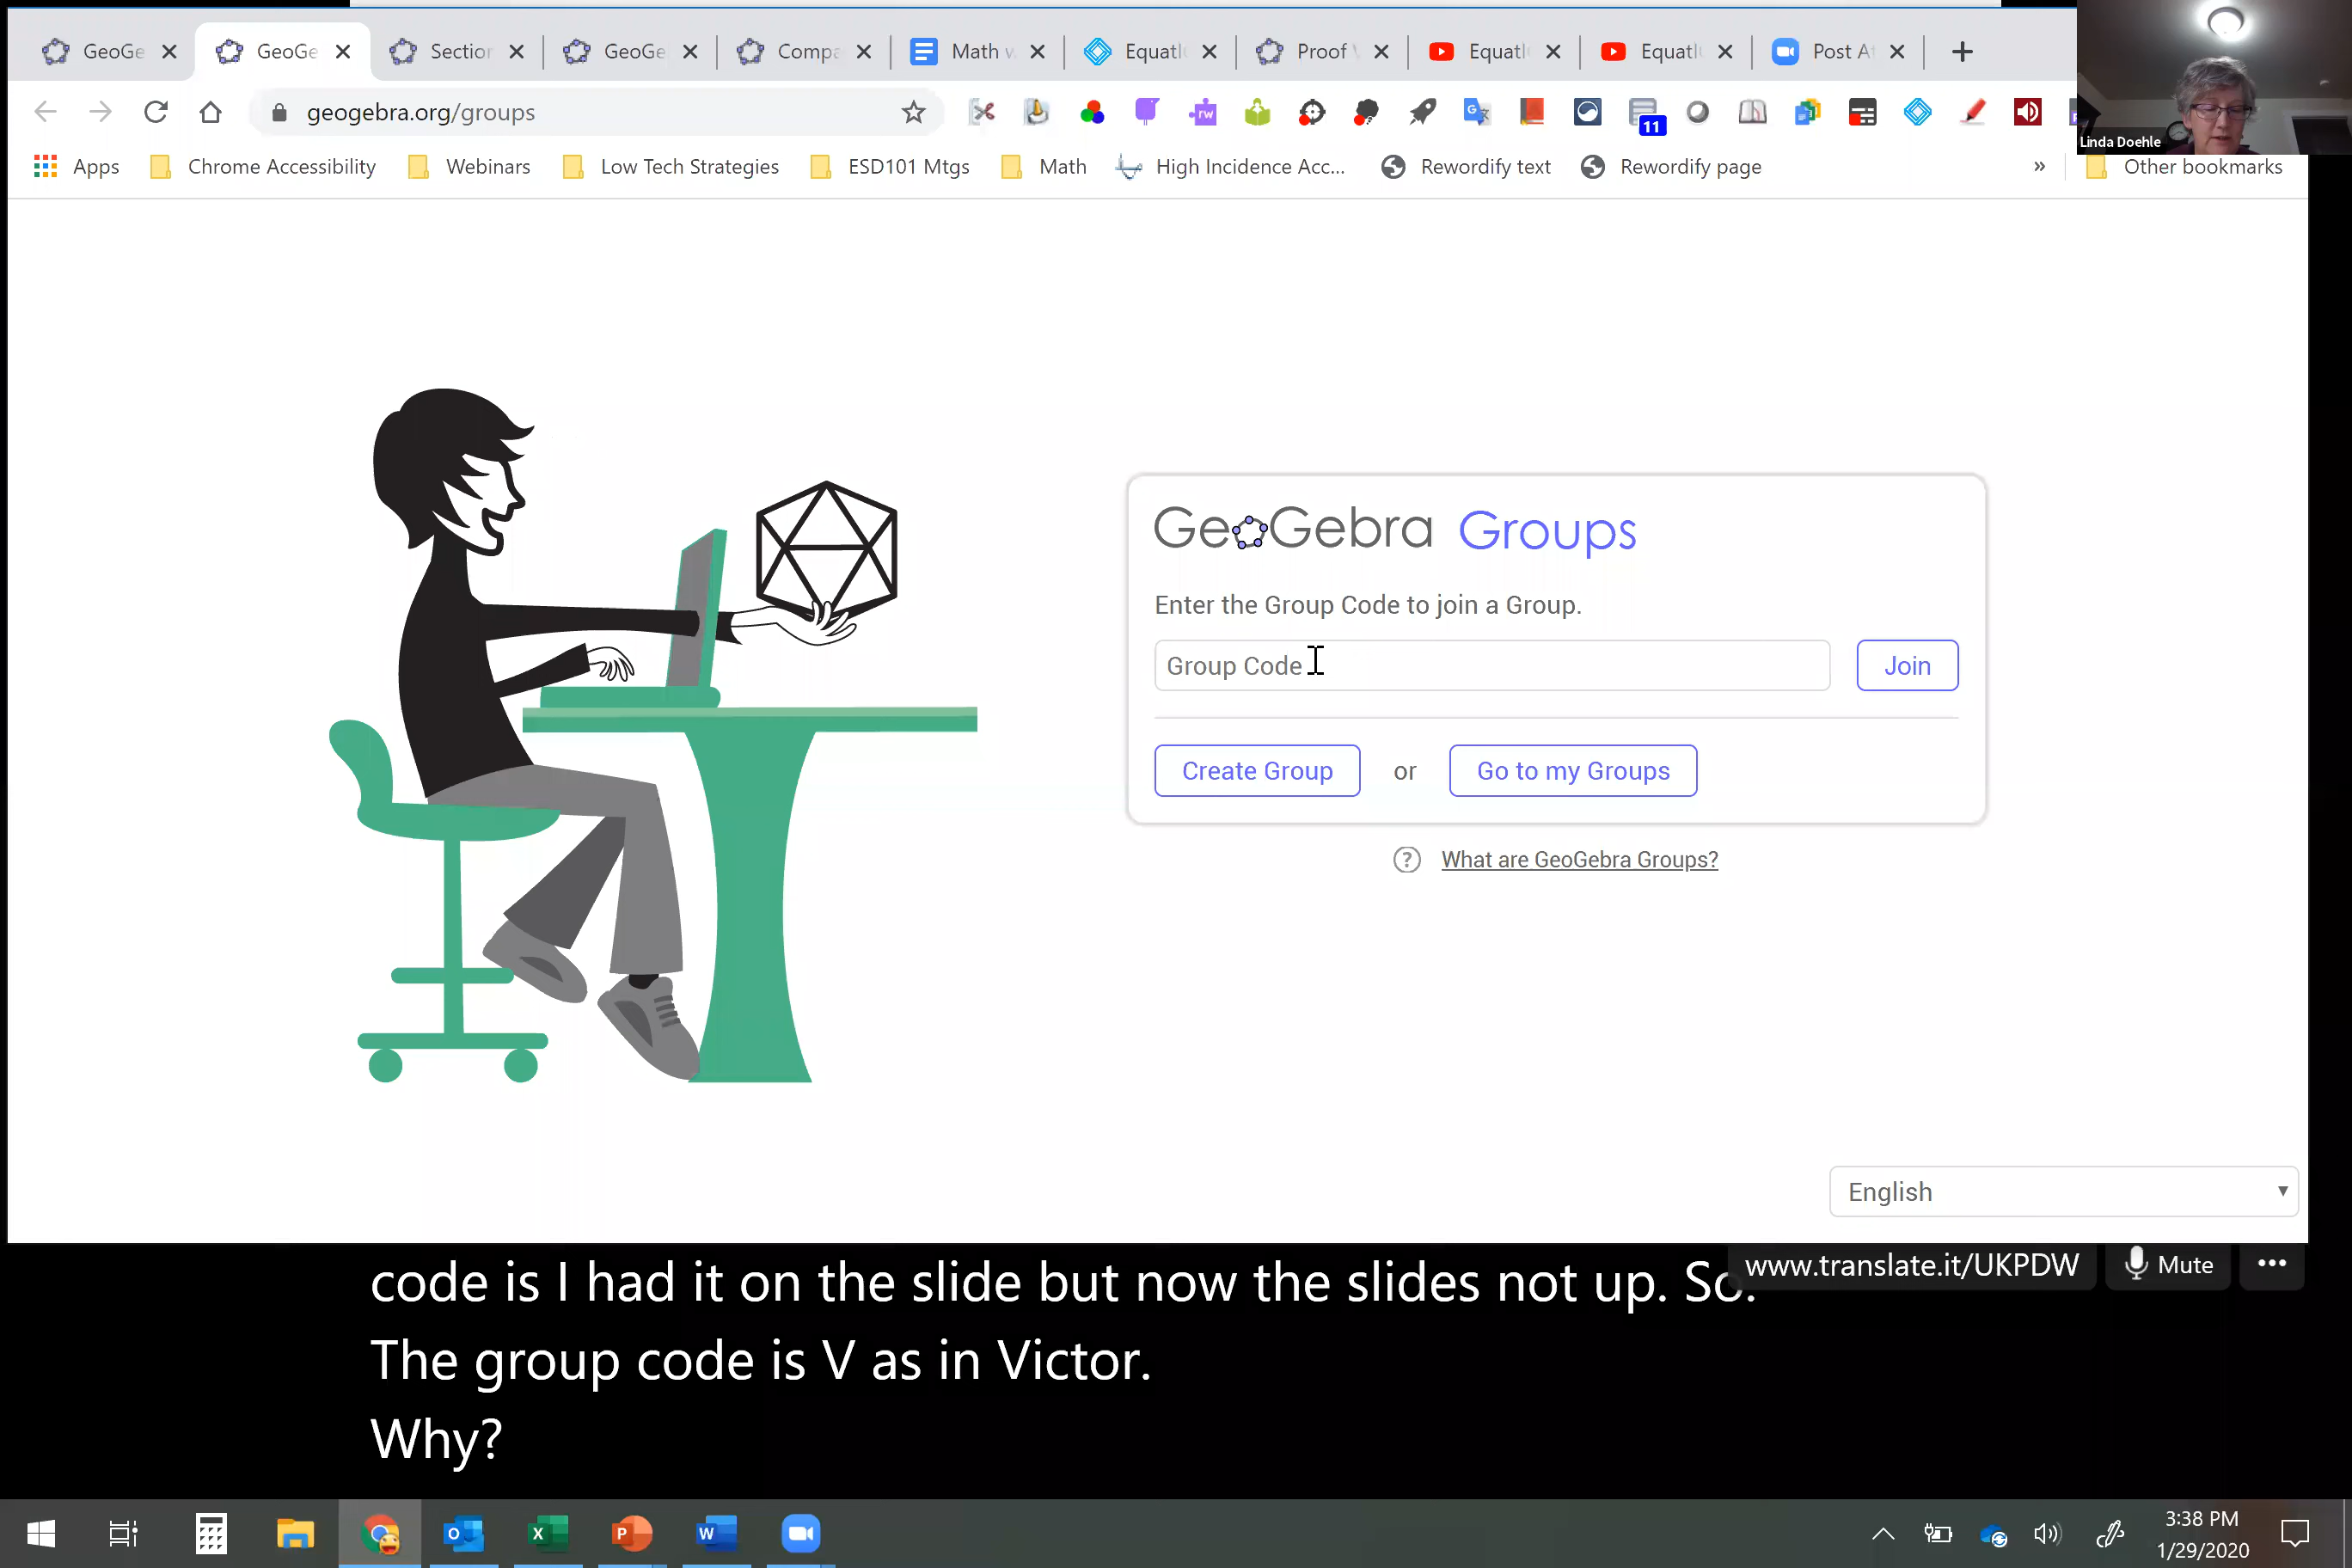 GeoGe
GeoGe
Section
GeoGe
Compa
Math w
EquatI
Proof
EquatI
EquatI
Post At
geogebra.org/groups
rw
11
Linda Doehle
Apps
Chrome Accessibility
Webinars
Low Tech Strategies
ESD101 Mtgs
Math
High Incidence Acc...
Rewordify text
Rewordify page
»
Other bookmarks
GeoGebra Groups
Enter the Group Code to join a Group.
Group Code
Join
Create Group or Go to my Groups
? What are GeoGebra Groups?
English
www.translate.it/UKPDW
Mute
code is I had it on the slide but now the slides not up. So.
The group code is V as in Victor.
Why?
3:38 PM
1/29/2020